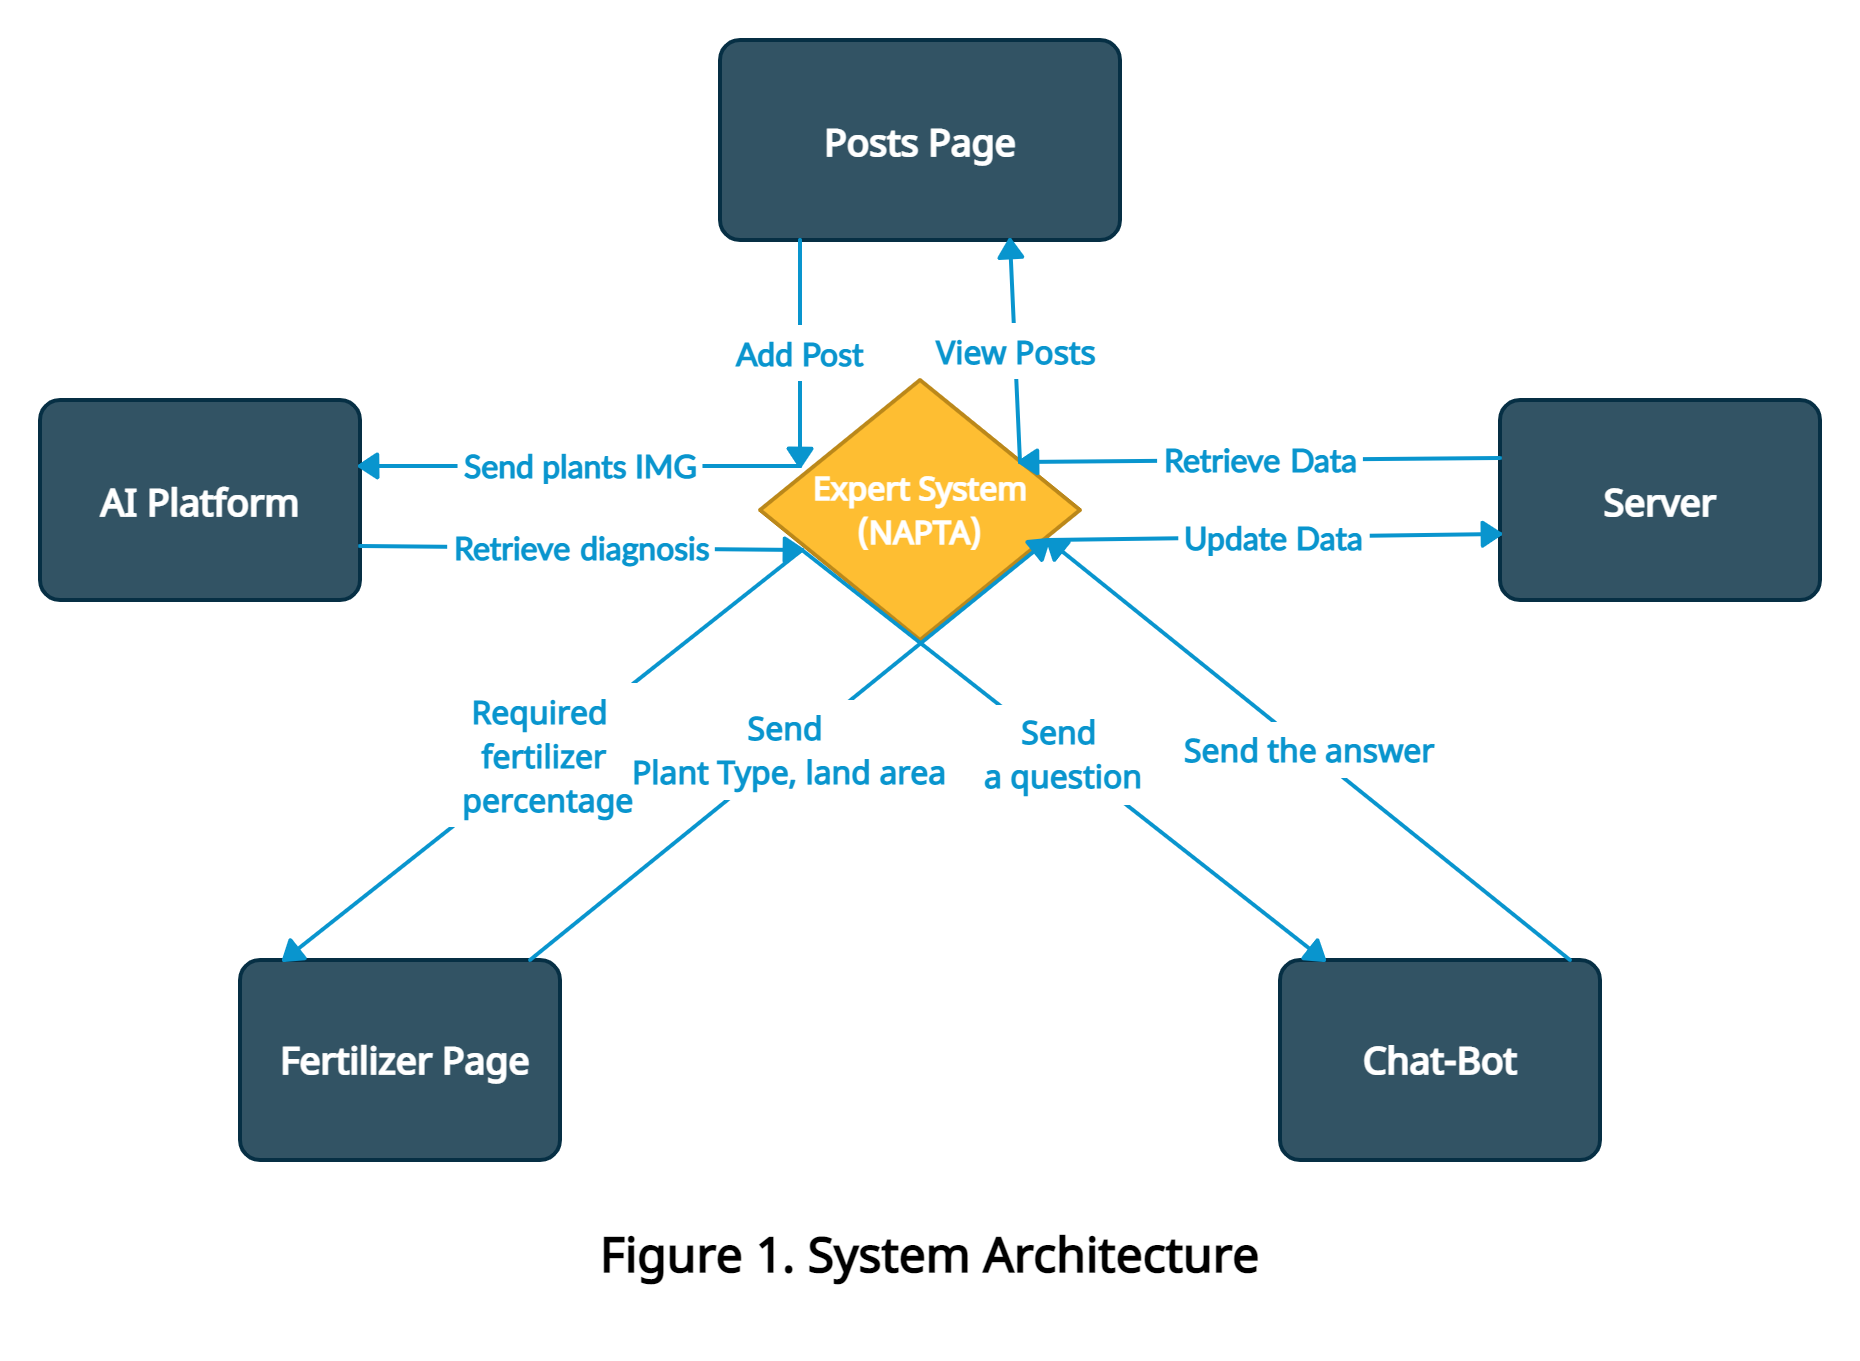 Posts Page
Add Post
View Posts
AI Platform
Send plants IMG
Retrieve diagnosis
Expert System
(NAPTA)
Retrieve Data
Update Data
Server
Required
fertilizer
percentage
Send
Plant Type, land area
Send
a question
Send the answer
Fertilizer Page
Chat-Bot
Figure 1. System Architecture